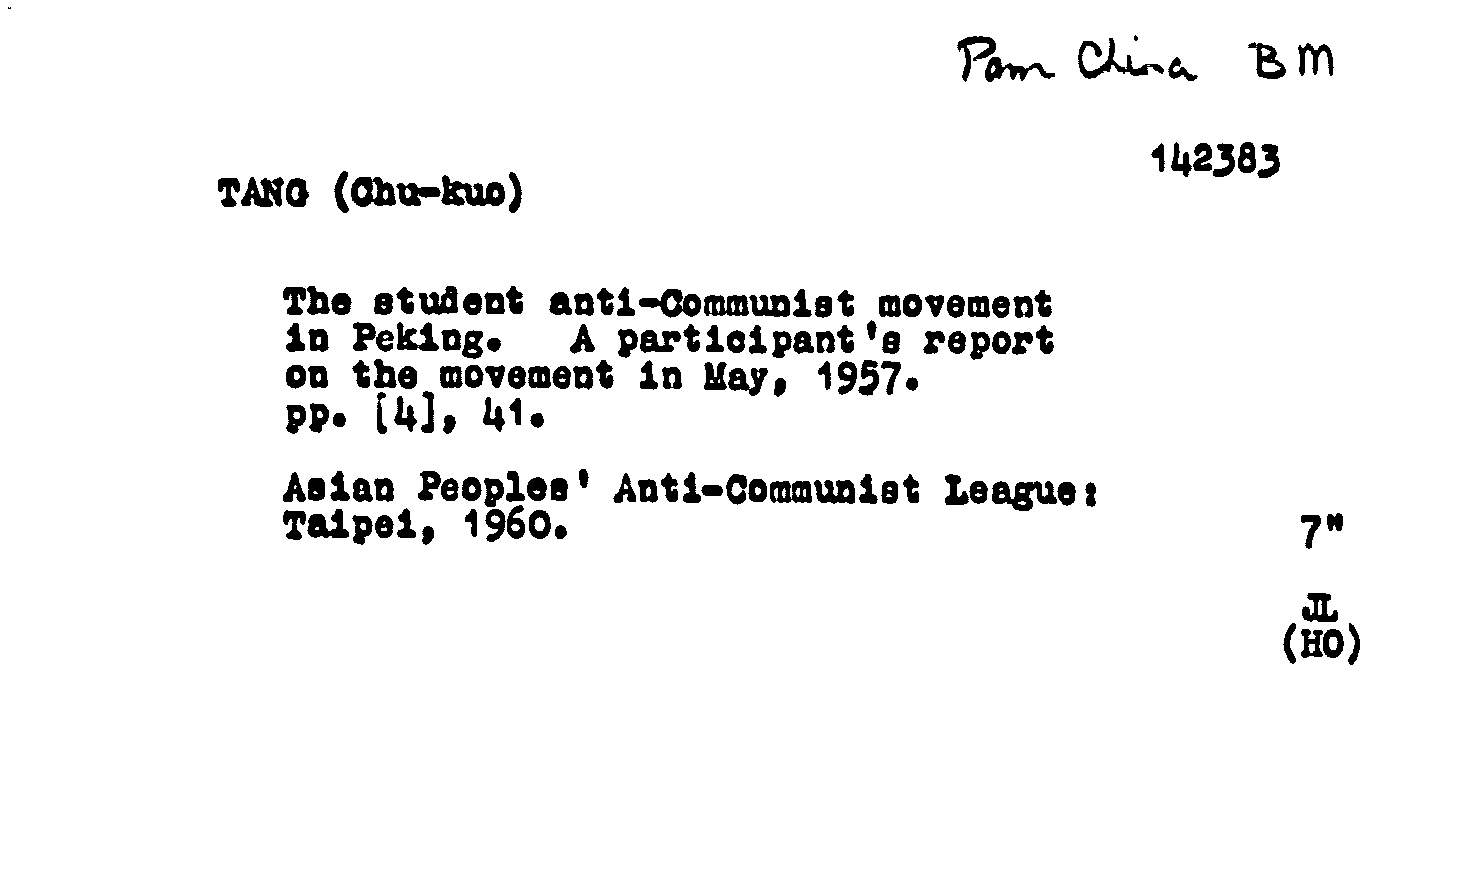 Pam China BM
142383
TANG (Chu-kuo)
The student anti-Communist movement
in Peking. A participant's report
on the movement in May, 1957.
pp. [4], 41.
Asian Peoples' Anti-Communist League:
Taipei, 1960.
7"
JL
(HO)